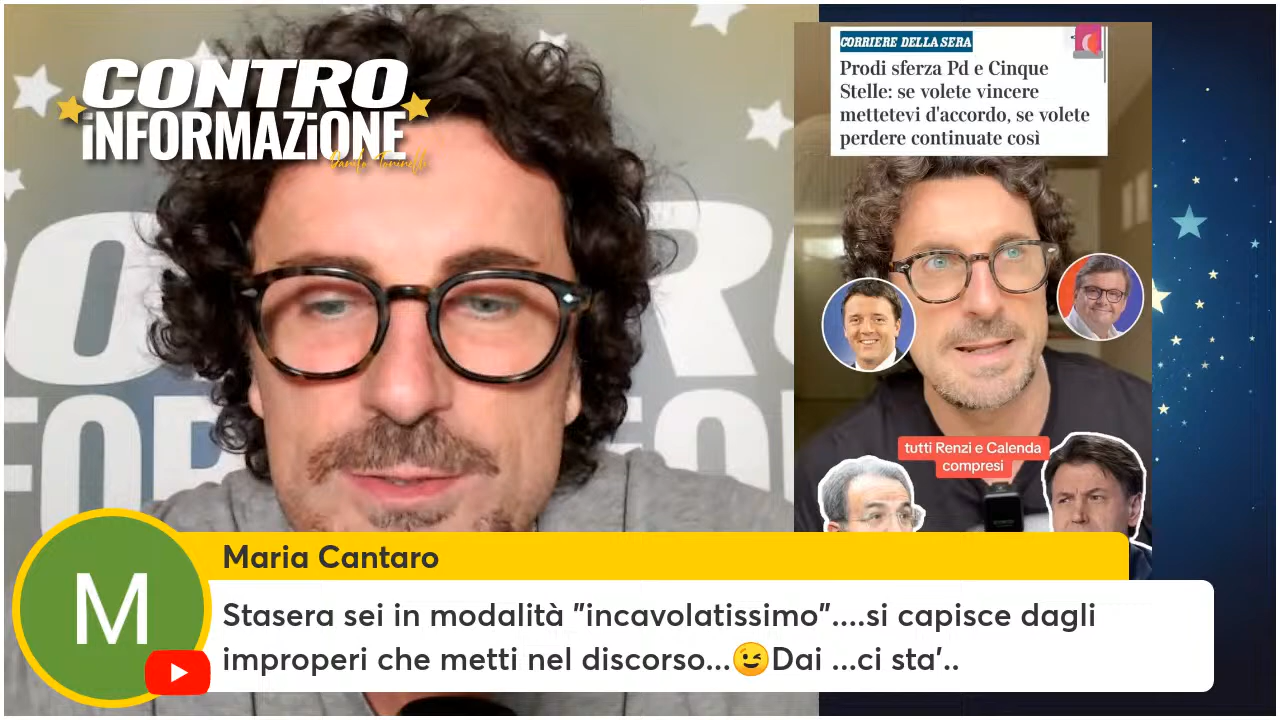 CONTRO
iNFORMAZiONE
Danilo Toninelli
CORRIERE DELLA SERA
Prodi sferza Pd e Cinque
Stelle: se volete vincere
mettetevi d'accordo, se volete
perdere continuate così
tutti Renzi e Calenda
compresi
M
Maria Cantaro
Stasera sei in modalità "incavolatissimo"....si capisce dagli
improperi che metti nel discorso...😉Dai ...ci sta'..